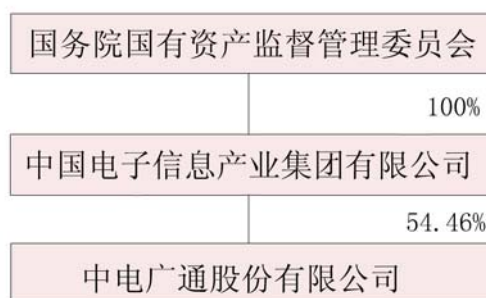 国务院国有资产监督管理委员会
100%
中国电子信息产业集团有限公司
54.46%
中电广通股份有限公司